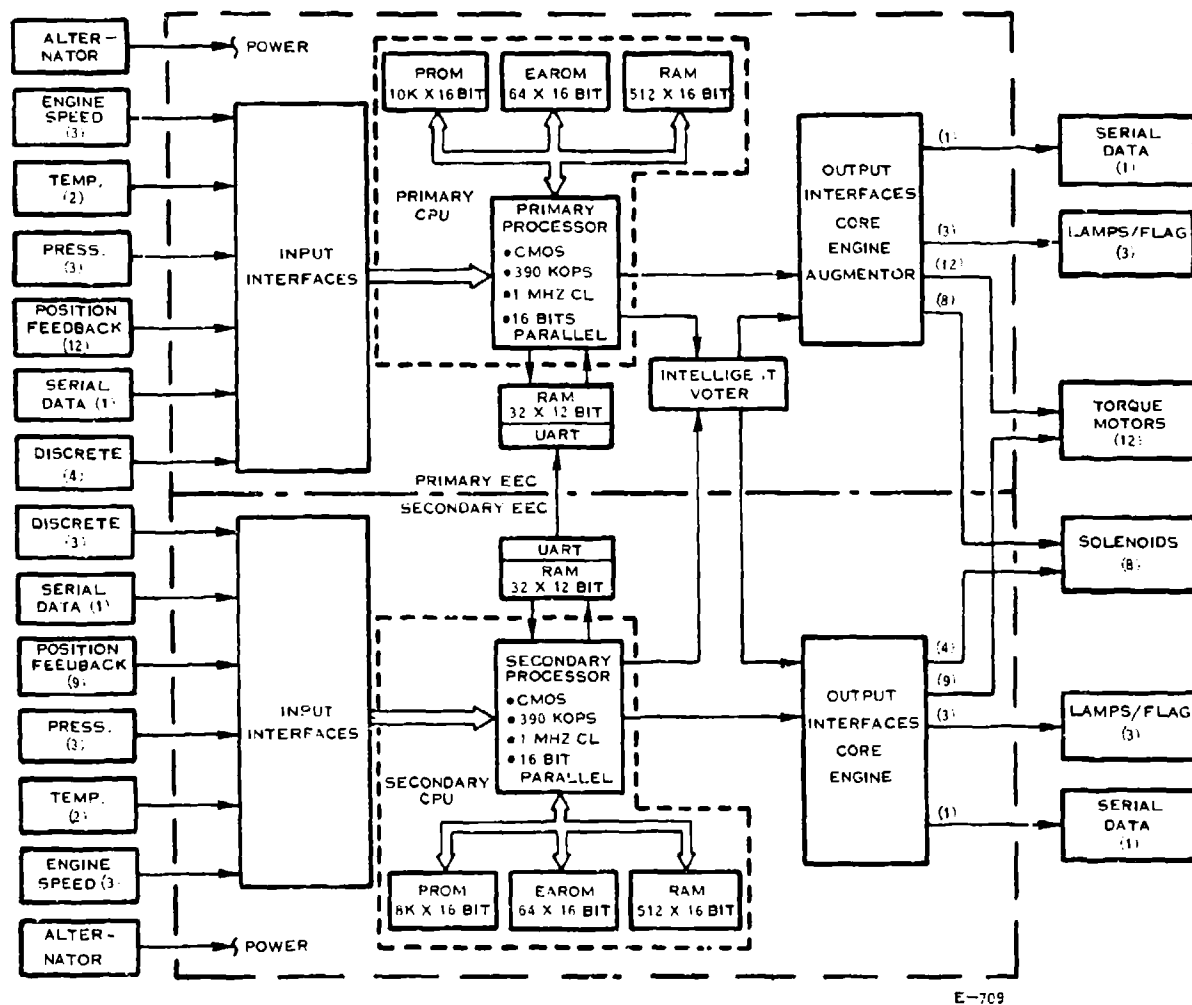 ALTER-
NATOR
POWER
ENGINE
SPEED
(3)
TEMP.
(2)
PRESS.
(3)
POSITION
FEEDBACK
(12)
SERIAL
DATA (1)
DISCRETE
(4)
INPUT
INTERFACES
PROM
10K X 16 BIT
EAROM
64 X 16 BIT
RAM
512 X 16 BIT
PRIMARY
CPU
PRIMARY
PROCESSOR
• CMOS
• 390 KOPS
• 1 MHZ CL
• 16 BITS
PARALLEL
RAM
32 X 12 BIT
UART
INTELLIGE.IT
VOTER
OUTPUT
INTERFACES
CORE
ENGINE
AUGMENTOR
(1)
(3)
(12)
(8)
SERIAL
DATA
(1)
LAMPS/FLAG
(3)
TORQUE
MOTORS
(12)
SOLENOIDS
(8)
PRIMARY EEC
SECONDARY EEC
DISCRETE
(3)
SERIAL
DATA (1)
POSITION
FEEUBACK
(9)
PRESS.
(3)
TEMP.
(2)
ENGINE
SPEED (3)
ALTER-
NATOR
POWER
INPUT
INTERFACES
UART
RAM
32 X 12 BIT
SECONDARY
PROCESSOR
• CMOS
• 390 KOPS
• 1 MHZ CL
• 16 BIT
PARALLEL
SECONDARY
CPU
PROM
8K X 16 BIT
EAROM
64 X 16 BIT
RAM
512 X 16 BIT
OUTPUT
INTERFACES
CORE
ENGINE
(4)
(9)
(3)
(1)
LAMPS/FLAG
(3)
SERIAL
DATA
(1)
E-709